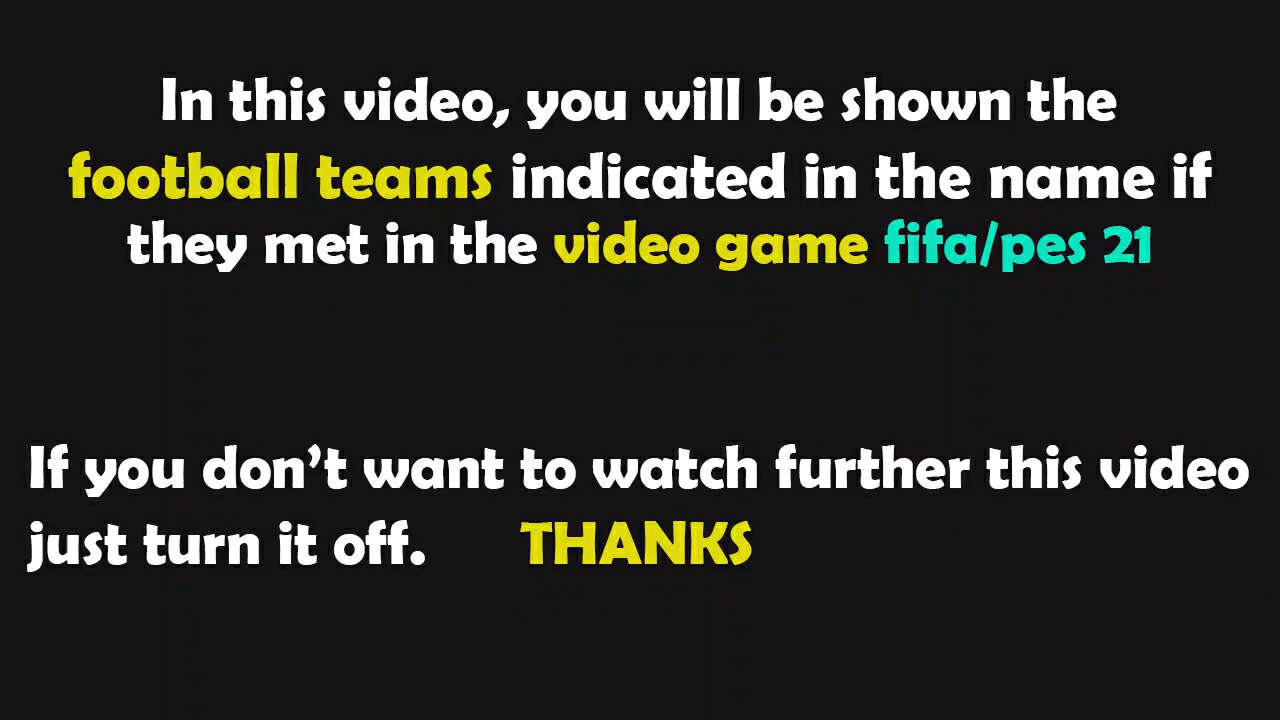 In this video, you will be shown the
football teams indicated in the name if
they met in the video game fifa/pes 21
If you don't want to watch further this video
just turn it off. THANKS